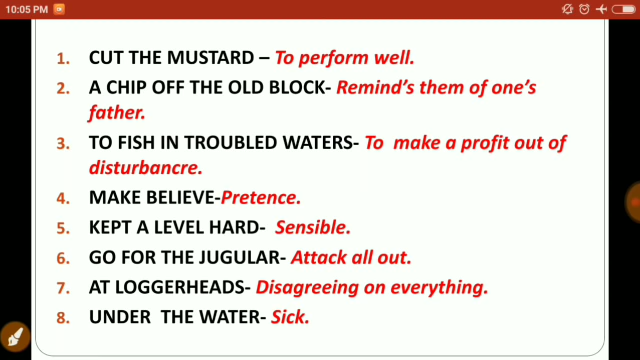 10:05 PM
1. CUT THE MUSTARD – To perform well.
2. A CHIP OFF THE OLD BLOCK- Remind's them of one's
father.
3. TO FISH IN TROUBLED WATERS- To make a profit out of
disturbancre.
4. MAKE BELIEVE-Pretence.
5. KEPT A LEVEL HARD- Sensible.
6. GO FOR THE JUGULAR- Attack all out.
7. AT LOGGERHEADS- Disagreeing on everything.
8. UNDER THE WATER- Sick.